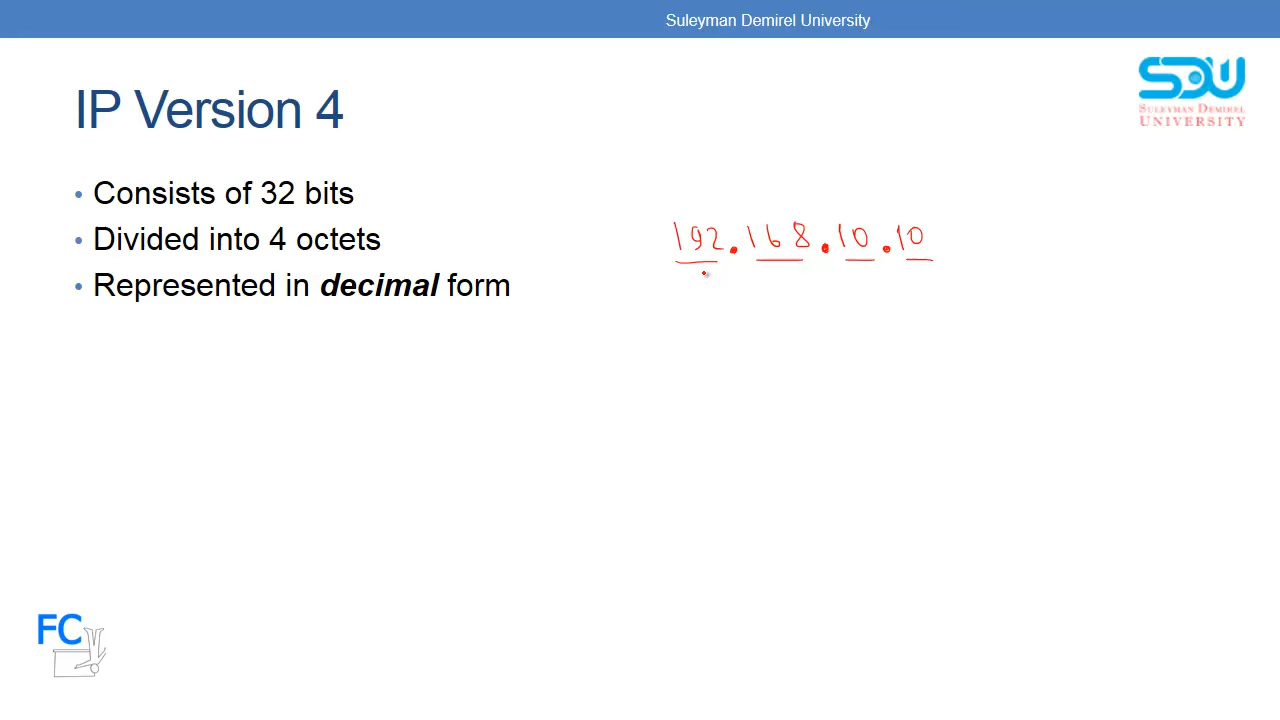 Suleyman Demirel University
SDU
SULEYMAN DEMIREL
UNIVERSITY
IP Version 4
• Consists of 32 bits
• Divided into 4 octets
• Represented in decimal form
192.168.10.10
FC